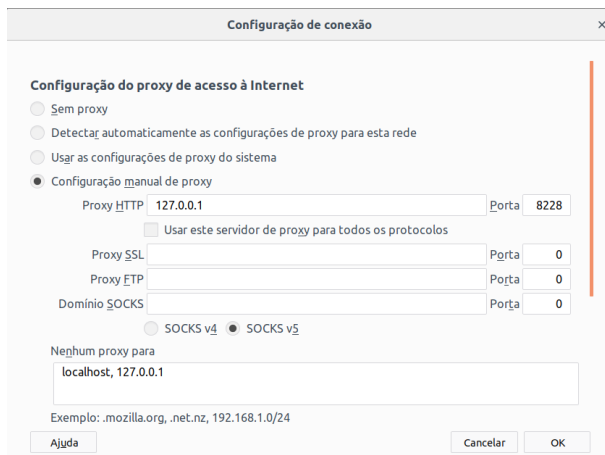 Configuração de conexão ×
Configuração do proxy de acesso à Internet
Sem proxy
Detectar automaticamente as configurações de proxy para esta rede
Usar as configurações de proxy do sistema
Configuração manual de proxy
Proxy HTTP 127.0.0.1 Porta 8228
Usar este servidor de proxy para todos os protocolos
Proxy SSL Porta 0
Proxy FTP Porta 0
Domínio SOCKS Porta 0
SOCKS v4 SOCKS v5
Nenhum proxy para
localhost, 127.0.0.1
Exemplo: .mozilla.org, .net.nz, 192.168.1.0/24
Ajuda Cancelar OK